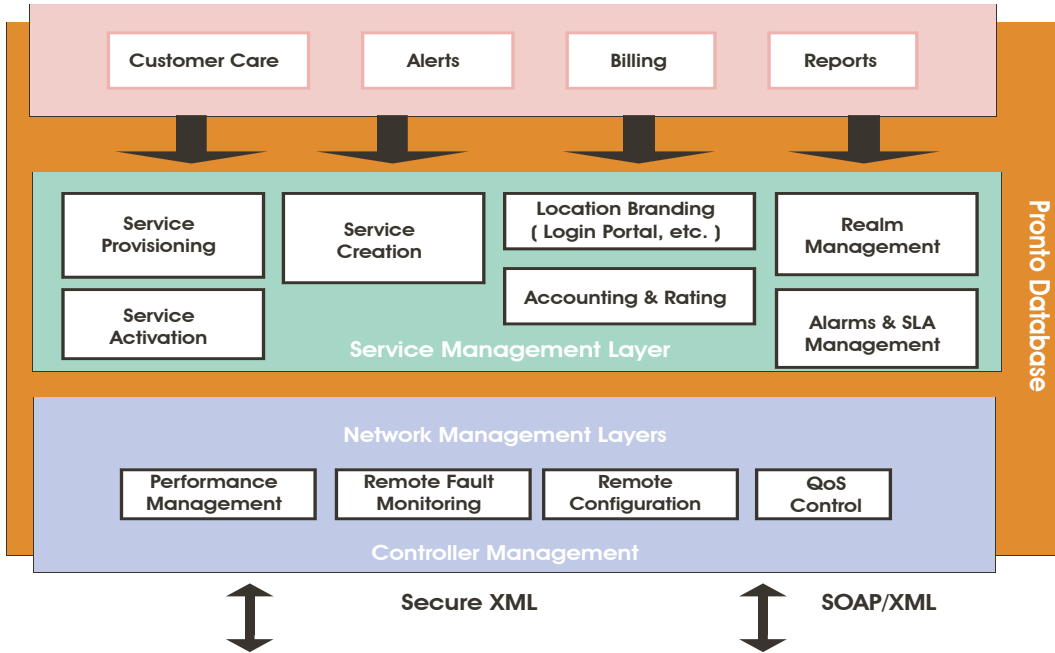 Customer Care
Alerts
Billing
Reports
Service
Provisioning
Service
Creation
Location Branding
( Login Portal, etc. )
Realm
Management
Service
Activation
Accounting & Rating
Alarms & SLA
Management
Service Management Layer
Pronto Database
Network Management Layers
Performance
Management
Remote Fault
Monitoring
Remote
Configuration
QoS
Control
Controller Management
Secure XML
SOAP/XML